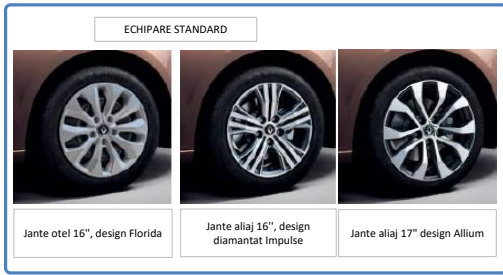 ECHIPARE STANDARD
Jante otel 16'', design Florida
Jante aliaj 16'', design
diamantat Impulse
Jante aliaj 17" design Allium